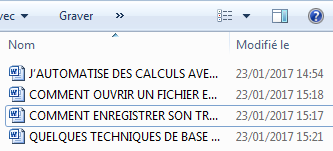 vec Graver »
Nom Modifié le
J'AUTOMATISE DES CALCULS AVE... 23/01/2017 14:54
COMMENT OUVRIR UN FICHIER E... 23/01/2017 15:18
COMMENT ENREGISTRER SON TR... 23/01/2017 15:17
QUELQUES TECHNIQUES DE BASE ... 23/01/2017 15:21